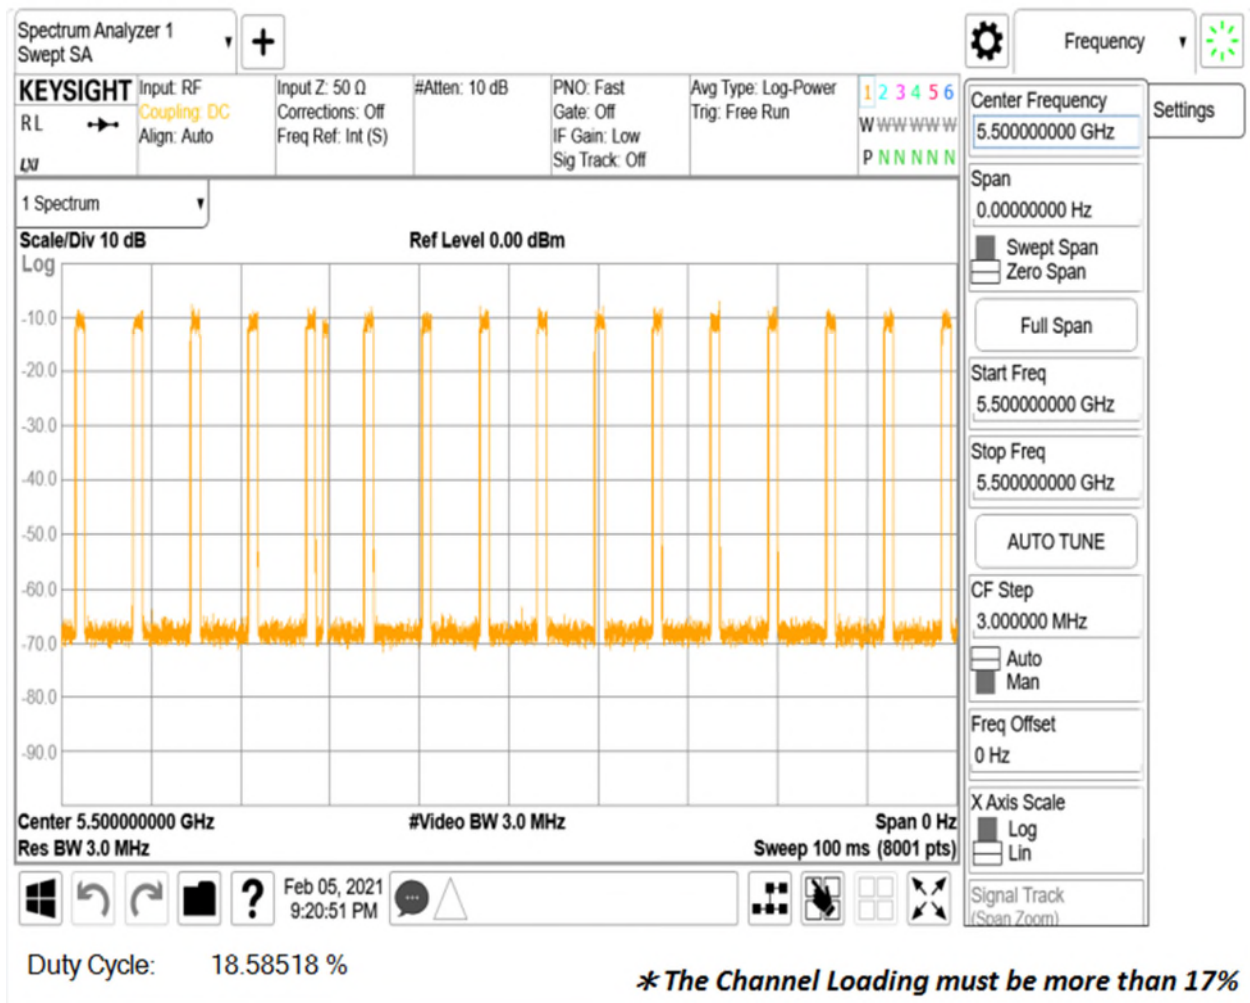 Spectrum Analyzer 1
Swept SA
+
Frequency
KEYSIGHT
R L
LXI
Input: RF
Coupling: DC
Align: Auto
Input Z: 50 Ω
Corrections: Off
Freq Ref: Int (S)
#Atten: 10 dB
PNO: Fast
Gate: Off
IF Gain: Low
Sig Track: Off
Avg Type: Log-Power
Trig: Free Run
1 2 3 4 5 6
W W W W W W
P N N N N N
Center Frequency
5.500000000 GHz
Settings
Span
0.00000000 Hz
Swept Span
Zero Span
Full Span
Start Freq
5.500000000 GHz
Stop Freq
5.500000000 GHz
AUTO TUNE
CF Step
3.000000 MHz
Auto
Man
Freq Offset
0 Hz
X Axis Scale
Log
Lin
Signal Track
(Span Zoom)
1 Spectrum
Scale/Div 10 dB
Ref Level 0.00 dBm
Log
-10.0
-20.0
-30.0
-40.0
-50.0
-60.0
-70.0
-80.0
-90.0
Center 5.500000000 GHz
#Video BW 3.0 MHz
Span 0 Hz
Res BW 3.0 MHz
Sweep 100 ms (8001 pts)
?
Feb 05, 2021
9:20:51 PM
Duty Cycle: 18.58518 %
* The Channel Loading must be more than 17%